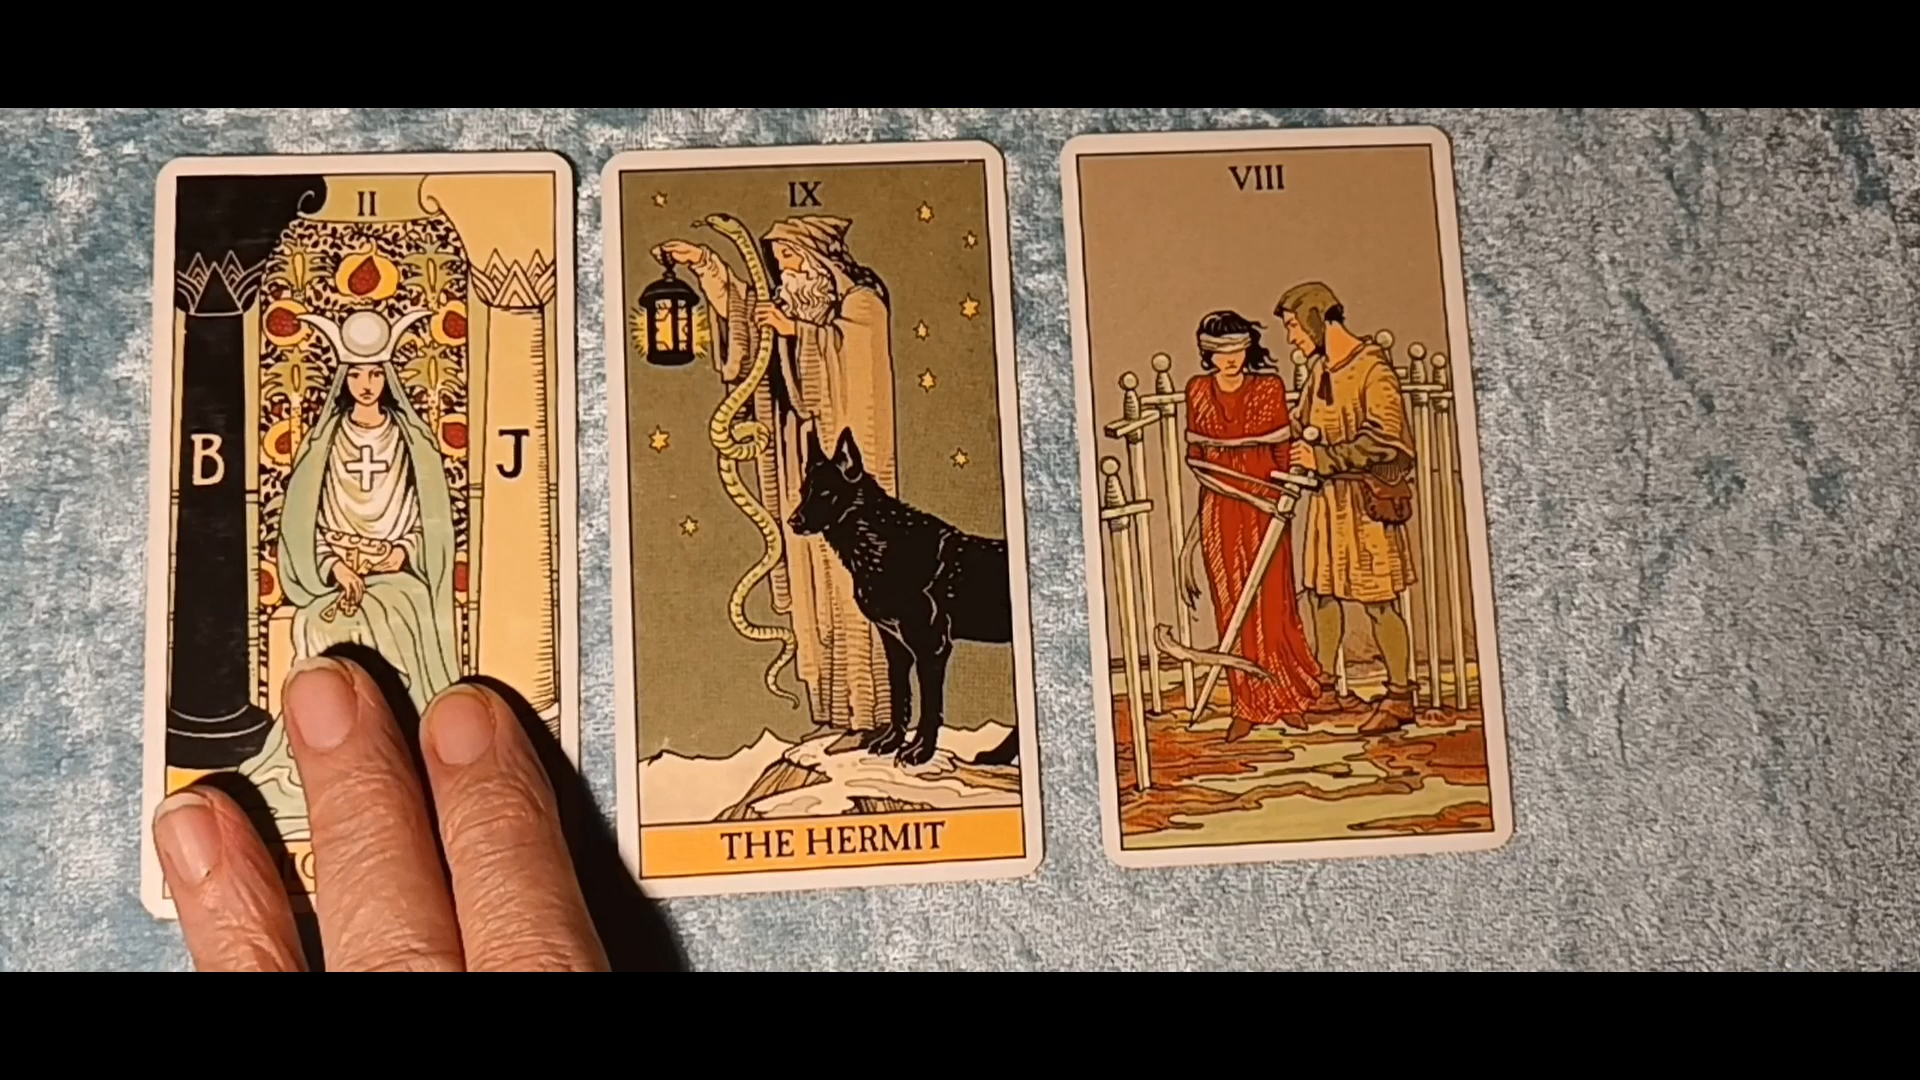 II
B
J
IX
THE HERMIT
VIII